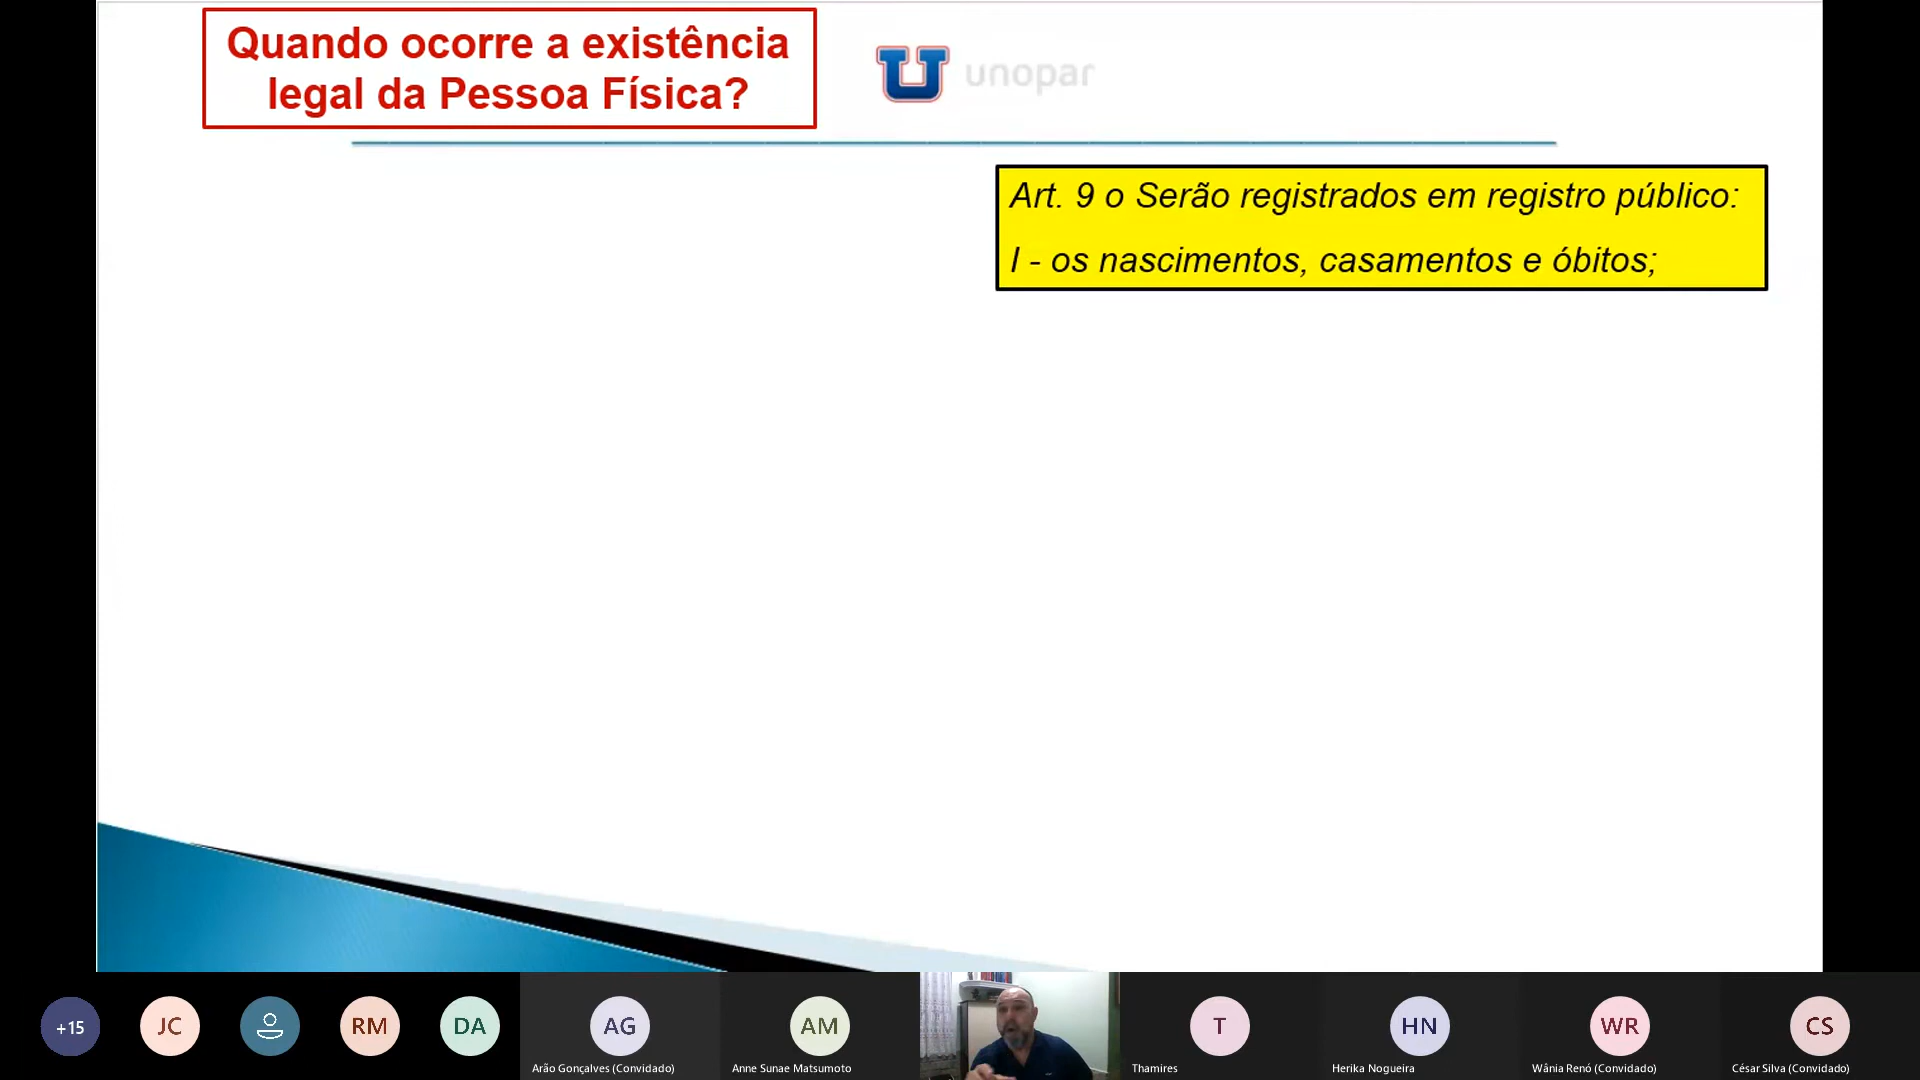 Quando ocorre a existência
legal da Pessoa Física?
unopar
Art. 9 o Serão registrados em registro público:
I - os nascimentos, casamentos e óbitos;
+15
JC
RM
DA
AG
AM
T
HN
WR
CS
Arão Gonçalves (Convidado)
Anne Sunae Matsumoto
Thamires
Herika Nogueira
Wânia Renó (Convidado)
César Silva (Convidado)